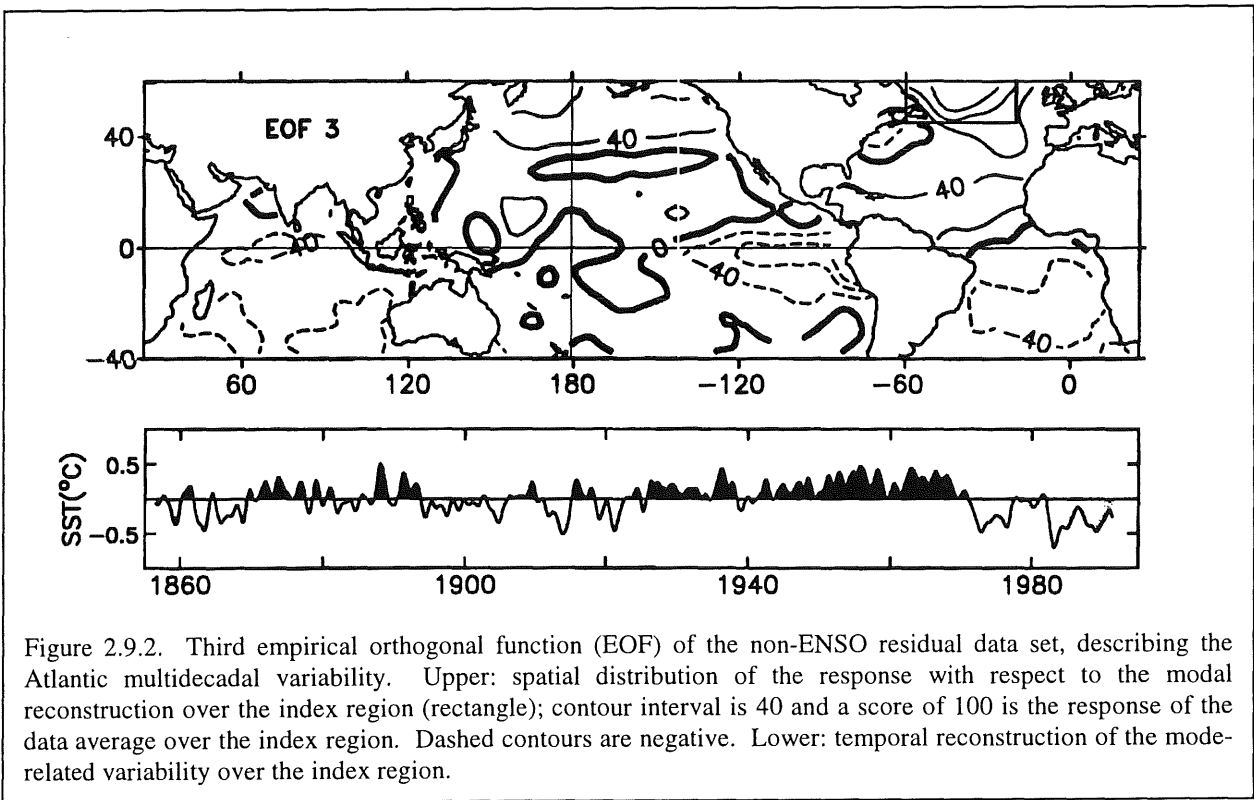 EOF 3
40
40
40
0
40
0
40
40
-40
60 120 180 -120 -60 0
SST(°C)
0.5
-0.5
1860 1900 1940 1980
Figure 2.9.2. Third empirical orthogonal function (EOF) of the non-ENSO residual data set, describing the
Atlantic multidecadal variability. Upper: spatial distribution of the response with respect to the modal
reconstruction over the index region (rectangle); contour interval is 40 and a score of 100 is the response of the
data average over the index region. Dashed contours are negative. Lower: temporal reconstruction of the mode-
related variability over the index region.